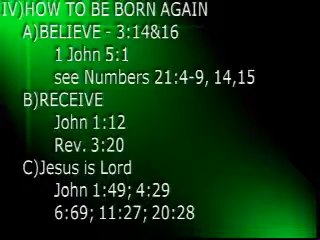 IV)HOW TO BE BORN AGAIN
A)BELIEVE - 3:14&16
1 John 5:1
see Numbers 21:4-9, 14,15
B)RECEIVE
John 1:12
Rev. 3:20
C)Jesus is Lord
John 1:49; 4:29
6:69; 11:27; 20:28